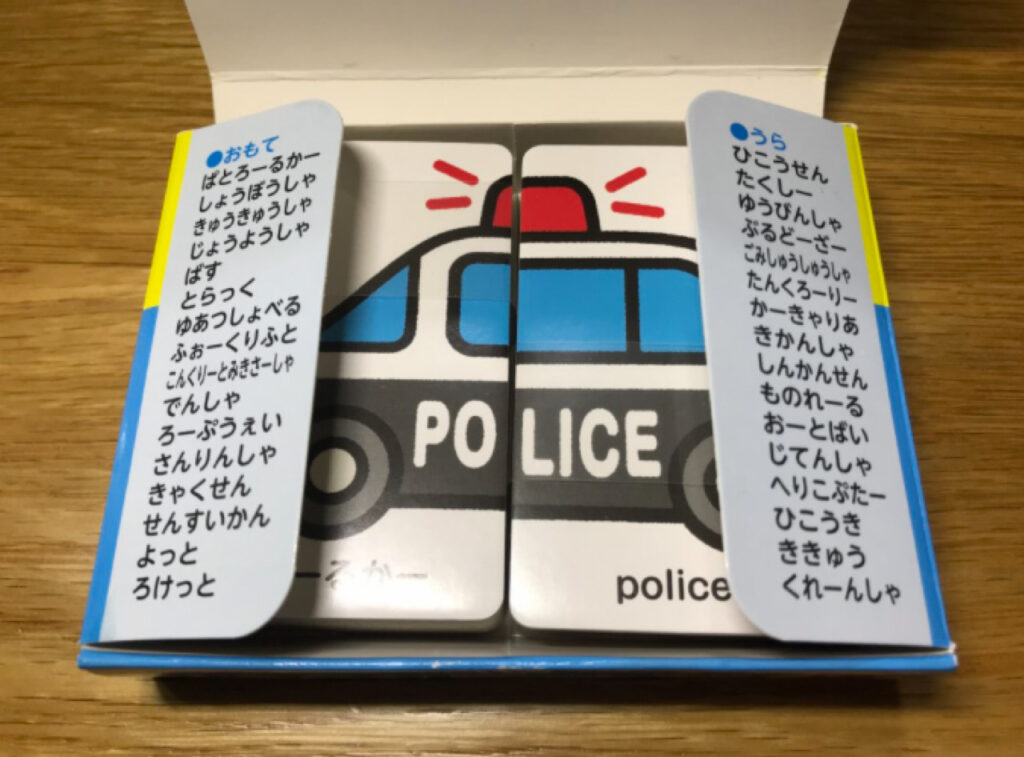 ●おもて
ぱとろーるかー
しょうぼうしゃ
きゅうきゅうしゃ
じょうようしゃ
ばす
とらっく
ゆあつしょべる
ふぉーくりふと
こんくりーとみきさーしゃ
でんしゃ
ろーぷうぇい
さんりんしゃ
きゃくせん
せんすいかん
よっと
ろけっと
POLICE
ーるかー
police
●うら
ひこうせん
たくしー
ゆうびんしゃ
ぶるどーざー
ごみしゅうしゅうしゃ
たんくろーりー
かーきゃりあ
きかんしゃ
しんかんせん
ものれーる
おーとばい
じてんしゃ
へりこぷたー
ひこうき
ききゅう
くれーんしゃ